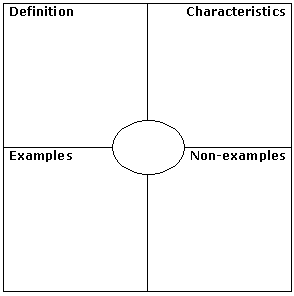 Definition
Characteristics
Examples
Non-examples